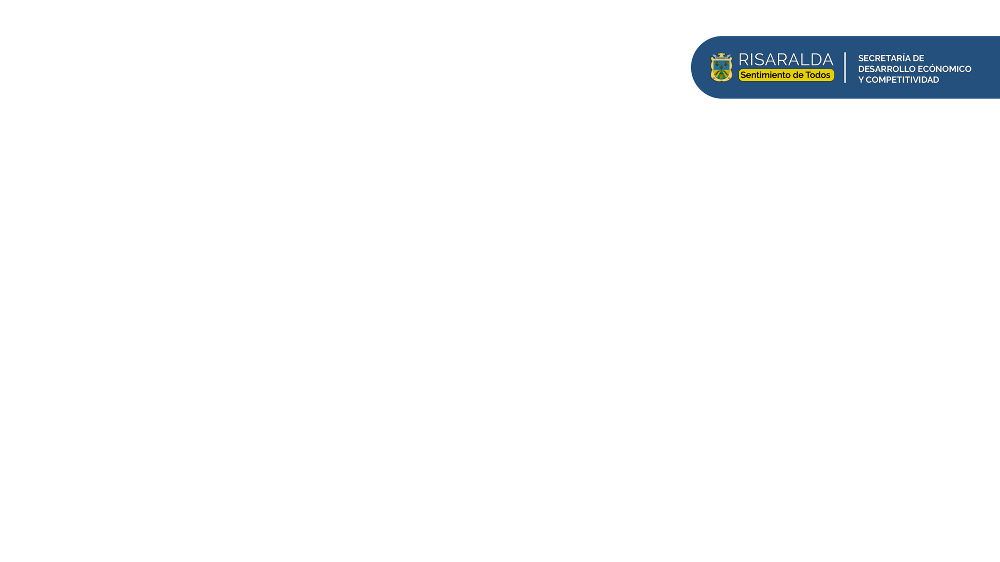 RISARALDA
Sentimiento de Todos
SECRETARÍA DE
DESARROLLO ECÓNOMICO
Y COMPETITIVIDAD